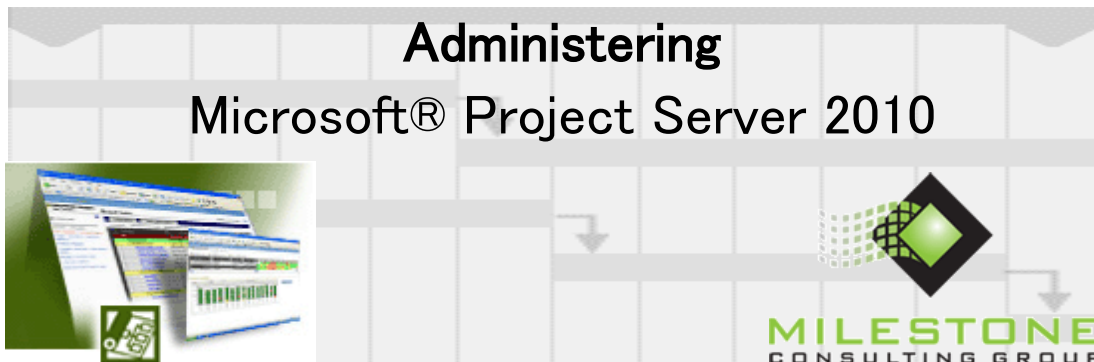 Administering
Microsoft® Project Server 2010
MILESTONE
CONSULTING GROUP